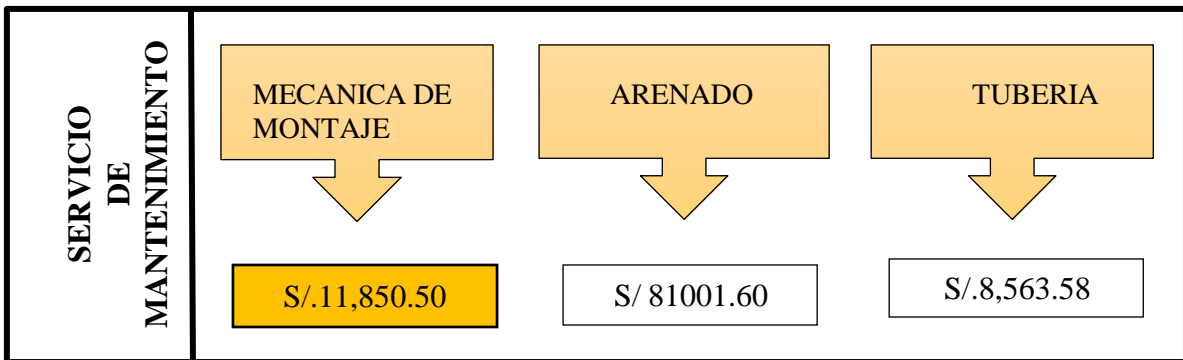 SERVICIO
DE
MANTENIMIENTO
MECANICA DE
MONTAJE
ARENADO
TUBERIA
S/.11,850.50
S/ 81001.60
S/.8,563.58